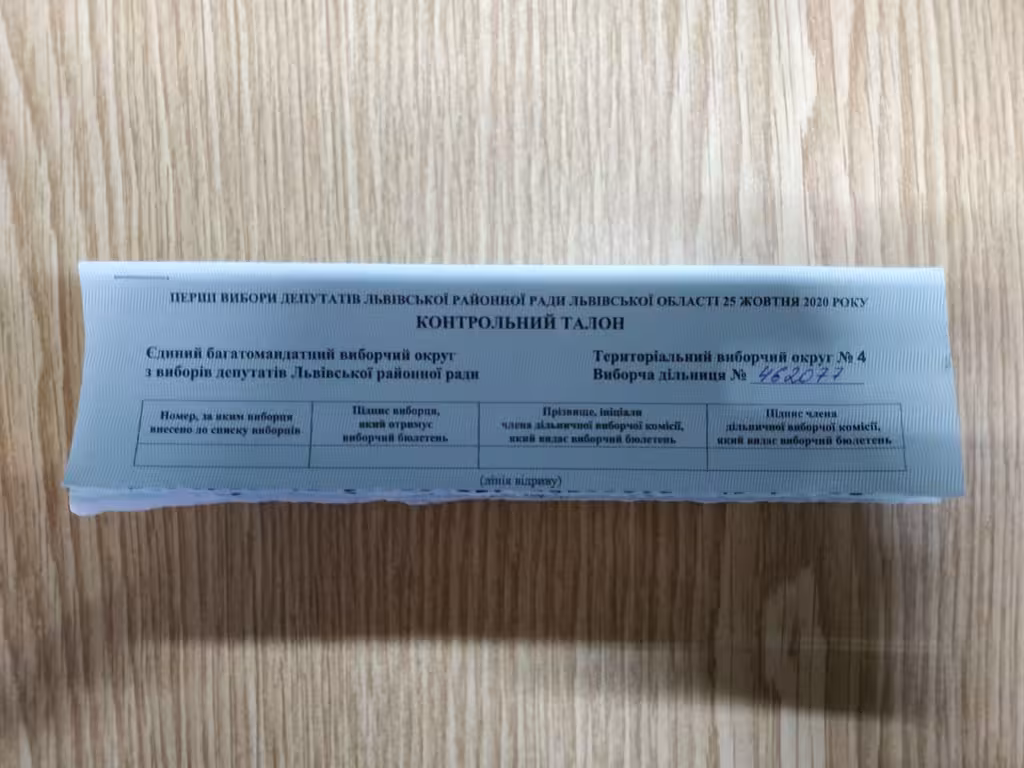 ПЕРШІ ВИБОРИ ДЕПУТАТІВ ЛЬВІВСЬКОЇ РАЙОННОЇ РАДИ ЛЬВІВСЬКОЇ ОБЛАСТІ 25 ЖОВТНЯ 2020 РОКУ
КОНТРОЛЬНИЙ ТАЛОН
Єдиний багатомандатний виборчий округ
з виборів депутатів Львівської районної ради
Територіальний виборчий округ № 4
Виборча дільниця № 462077
Номер, за яким виборця
внесено до списку виборців
Підпис виборця,
який отримує
виборчий бюлетень
Прізвище, ініціали
члена дільничної виборчої комісії,
який видає виборчий бюлетень
Підпис члена
дільничної виборчої комісії,
який видає виборчий бюлетень
(лінія відриву)